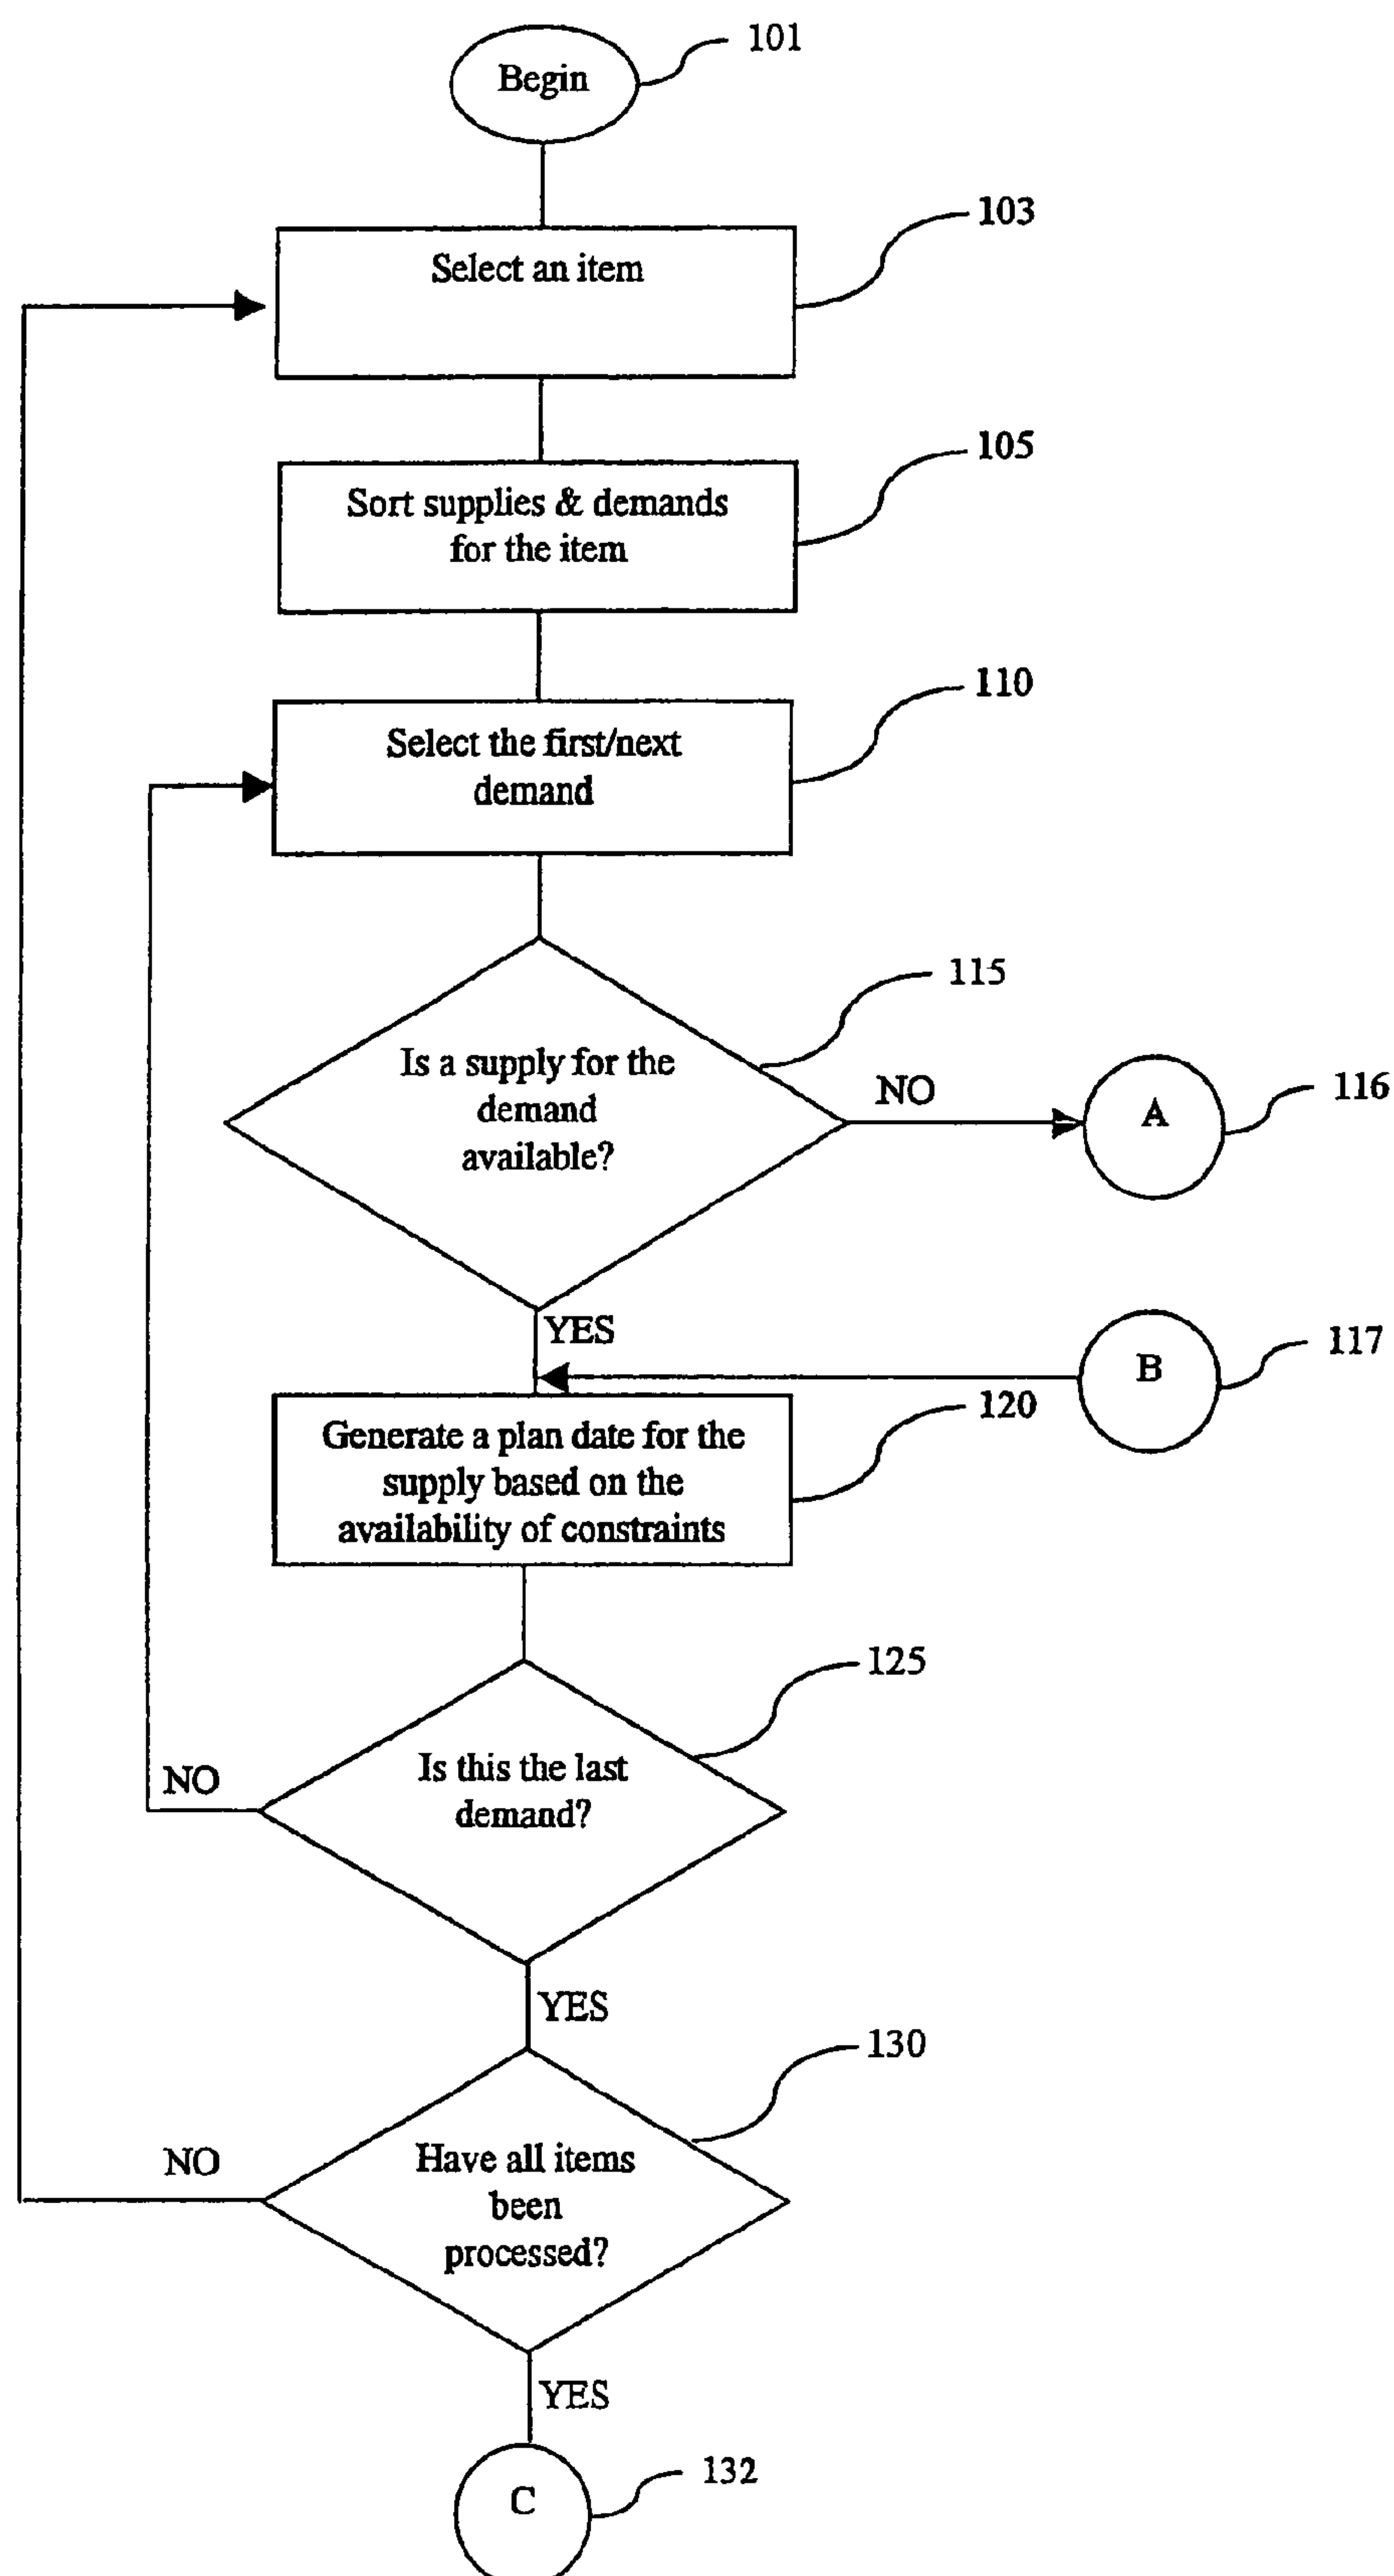 Begin
101
Select an item
103
Sort supplies & demands
for the item
105
Select the first/next
demand
110
Is a supply for the
demand
available?
115
NO
A
116
YES
B
117
Generate a plan date for the
supply based on the
availability of constraints
120
Is this the last
demand?
125
NO
YES
Have all items
been
processed?
130
NO
YES
C
132